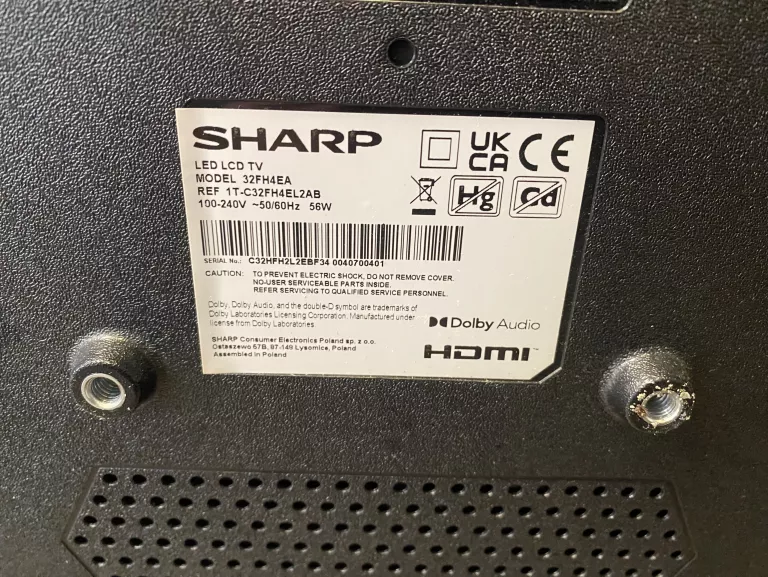 SHARP
LED LCD TV
MODEL 32FH4EA
REF 1T-C32FH4EL2AB
100-240V ~50/60Hz 56W
UK
CA
CE
Hg
Cd
SERIAL No.: C32HFH2L2EBF34 0040700401
CAUTION: TO PREVENT ELECTRIC SHOCK, DO NOT REMOVE COVER.
NO-USER SERVICEABLE PARTS INSIDE.
REFER SERVICING TO QUALIFIED SERVICE PERSONNEL.
Dolby, Dolby Audio, and the double-D symbol are trademarks of
Dolby Laboratories Licensing Corporation. Manufactured under
license from Dolby Laboratories.
Dolby Audio
SHARP Consumer Electronics Poland sp. z o.o.
Ostaszewo 57B, 87-148 Lysomice, Poland
Assembled in Poland
HDMI™